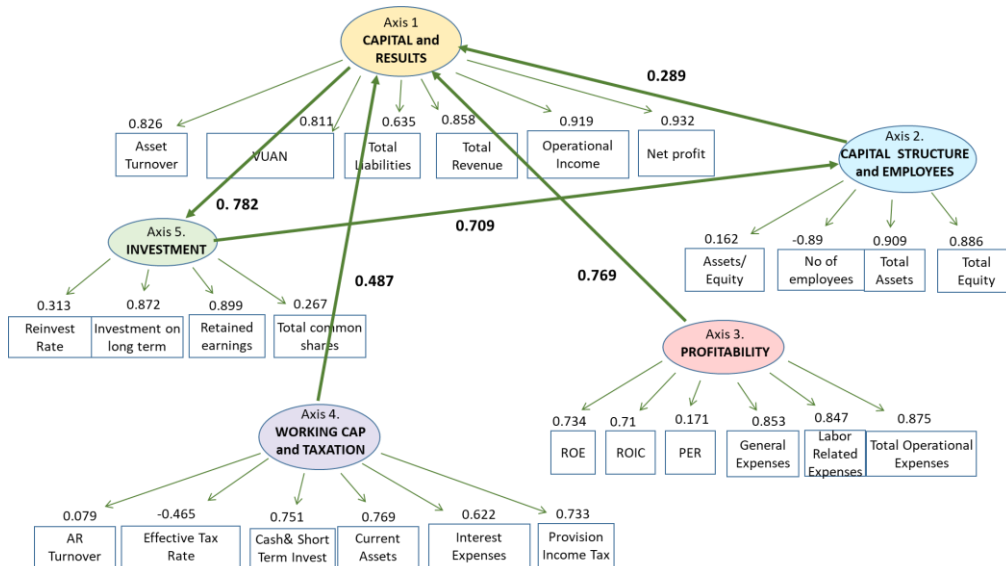 Axis 1
CAPITAL and
RESULTS
0.289
0.826
0.811
0.635
0.858
0.919
0.932
Asset
Turnover
VUAN
Total
Liabilities
Total
Revenue
Operational
Income
Net profit
Axis 2.
CAPITAL STRUCTURE
and EMPLOYEES
0. 782
0.709
Axis 5.
INVESTMENT
0.487
0.769
0.162
-0.89
0.909
0.886
Assets/
Equity
No of
employees
Total
Assets
Total
Equity
0.313
0.872
0.899
0.267
Reinvest
Rate
Investment on
long term
Retained
earnings
Total common
shares
Axis 3.
PROFITABILITY
Axis 4.
WORKING CAP
and TAXATION
0.734
0.71
0.171
0.853
0.847
0.875
ROE
ROIC
PER
General
Expenses
Labor
Related
Expenses
Total Operational
Expenses
0.079
-0.465
0.751
0.769
0.622
0.733
AR
Turnover
Effective Tax
Rate
Cash& Short
Term Invest
Current
Assets
Interest
Expenses
Provision
Income Tax